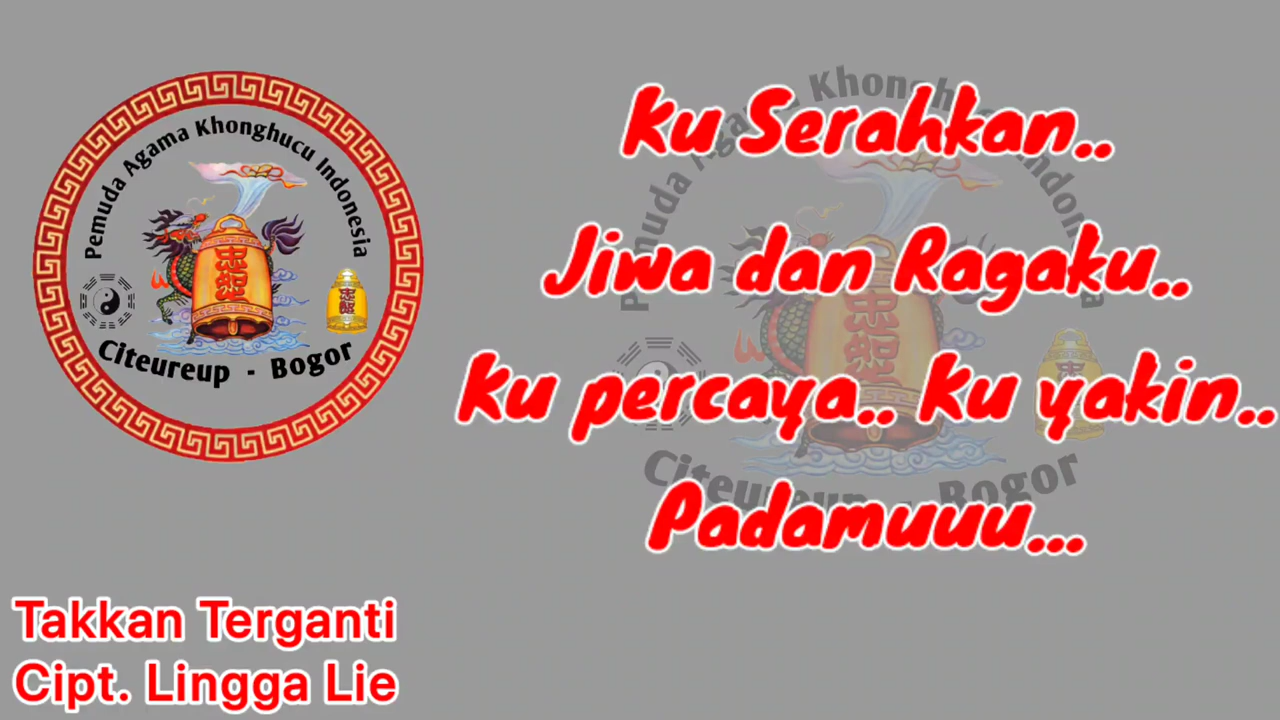 Pemuda Agama Khonghucu Indonesia
Citeureup - Bogor
Ku Serahkan..
Jiwa dan Ragaku..
Ku percaya.. Ku yakin..
Padamuuu...
Takkan Terganti
Cipt. Lingga Lie